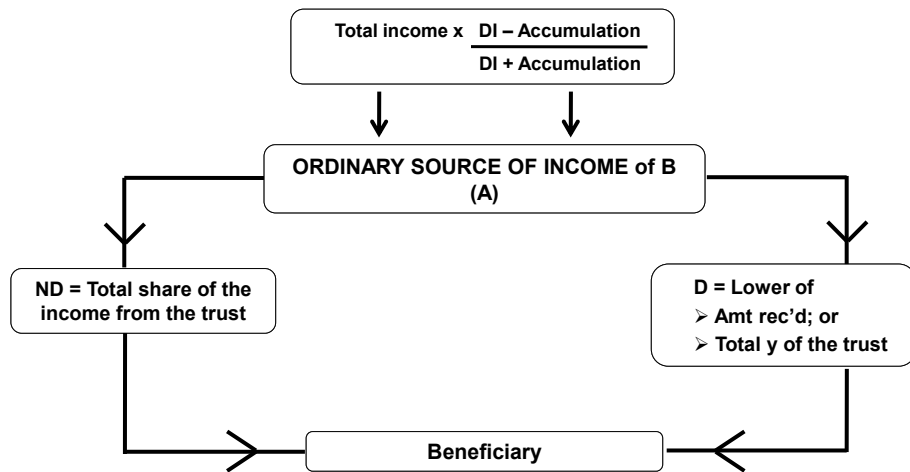 Total income x DI – Accumulation
DI + Accumulation
ORDINARY SOURCE OF INCOME of B
(A)
ND = Total share of the
income from the trust
D = Lower of
➢ Amt rec’d; or
➢ Total y of the trust
Beneficiary